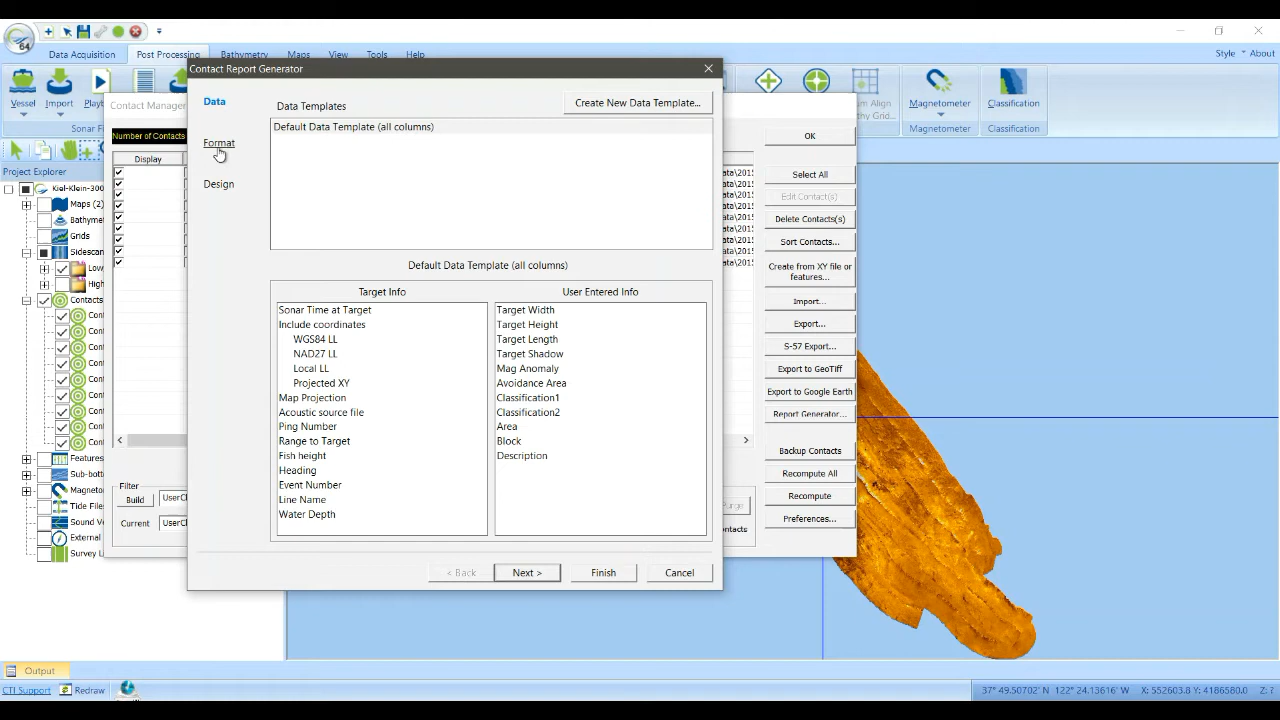 64
Style
About
Data Acquisition
Post Processing
Bathymetry
Maps
View
Tools
Help
Vessel
Import
Magnetometer
Classification
Magnetometer
Classification
Project Explorer
Maps (2)
Grids
Sidescan
Contacts
Features
Tide Files
External
Contact Manager
Number of Contacts
Display
Filter
Build
Current
Contact Report Generator
Data
Format
Design
Data Templates
Create New Data Template...
Default Data Template (all columns)
Default Data Template (all columns)
Target Info
Sonar Time at Target
Include coordinates
WGS84 LL
NAD27 LL
Local LL
Projected XY
Map Projection
Acoustic source file
Ping Number
Range to Target
Fish height
Heading
Event Number
Line Name
Water Depth
User Entered Info
Target Width
Target Height
Target Length
Target Shadow
Mag Anomaly
Avoidance Area
Classification1
Classification2
Area
Block
Description
< Back
Next >
Finish
Cancel
OK
Select All
Edit Contact(s)
Delete Contacts(s)
Sort Contacts...
Create from XY file or
features...
Import...
Export...
S-57 Export...
Export to GeoTiff
Export to Google Earth
Report Generator...
Backup Contacts
Recompute All
Recompute
Preferences...
Purge
Output
CTI Support
Redraw
37° 49.50702' N 122° 24.13616' W
X: 552603.8 Y: 4186580.0 Z: ?